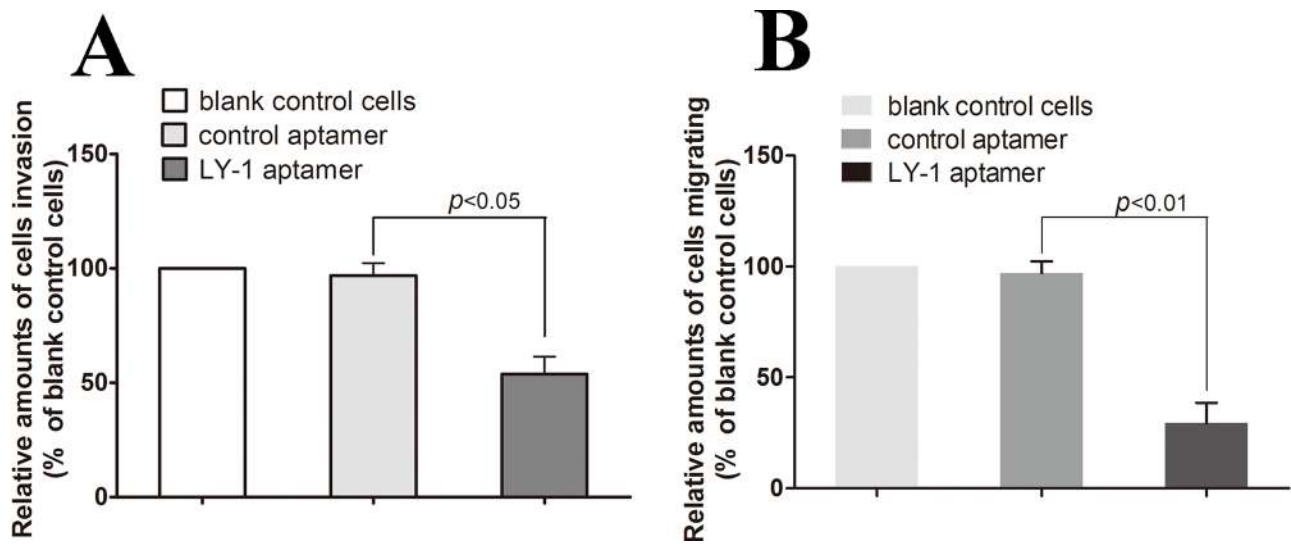 A
blank control cells
control aptamer
LY-1 aptamer
Relative amounts of cells invasion
(% of blank control cells)
150
100
50
0
p<0.05
B
blank control cells
control aptamer
LY-1 aptamer
Relative amounts of cells migrating
(% of blank control cells)
150
100
50
0
p<0.01